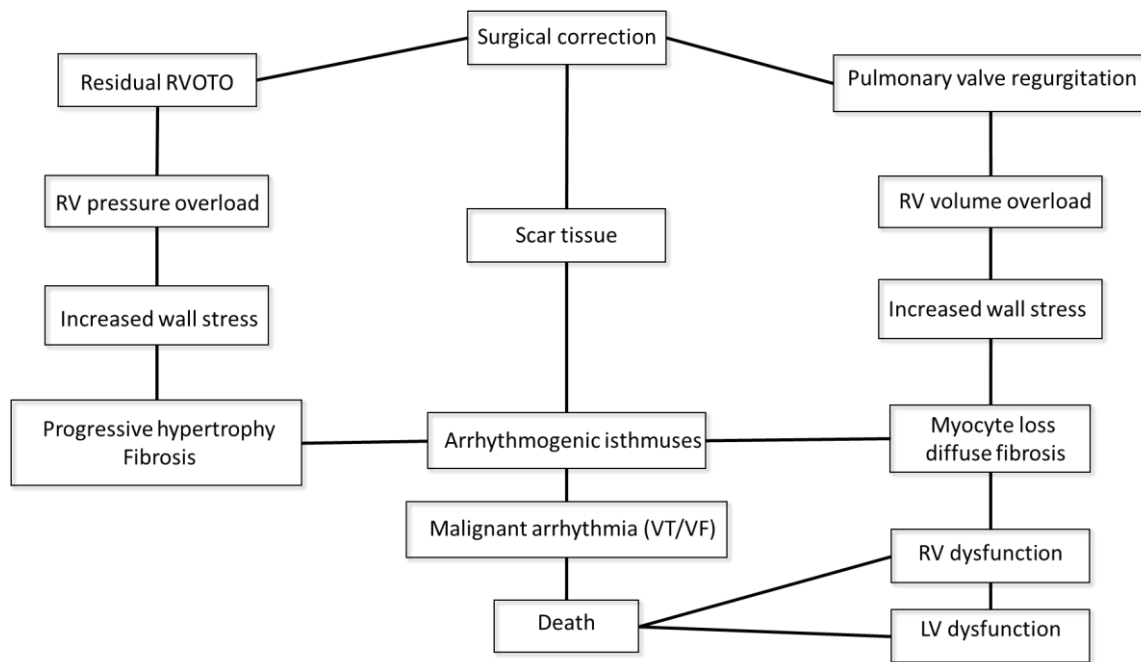 Surgical correction
Residual RVOTO
Pulmonary valve regurgitation
RV pressure overload
RV volume overload
Scar tissue
Increased wall stress
Increased wall stress
Progressive hypertrophy
Fibrosis
Arrhythmogenic isthmuses
Myocyte loss
diffuse fibrosis
Malignant arrhythmia (VT/VF)
RV dysfunction
Death
LV dysfunction